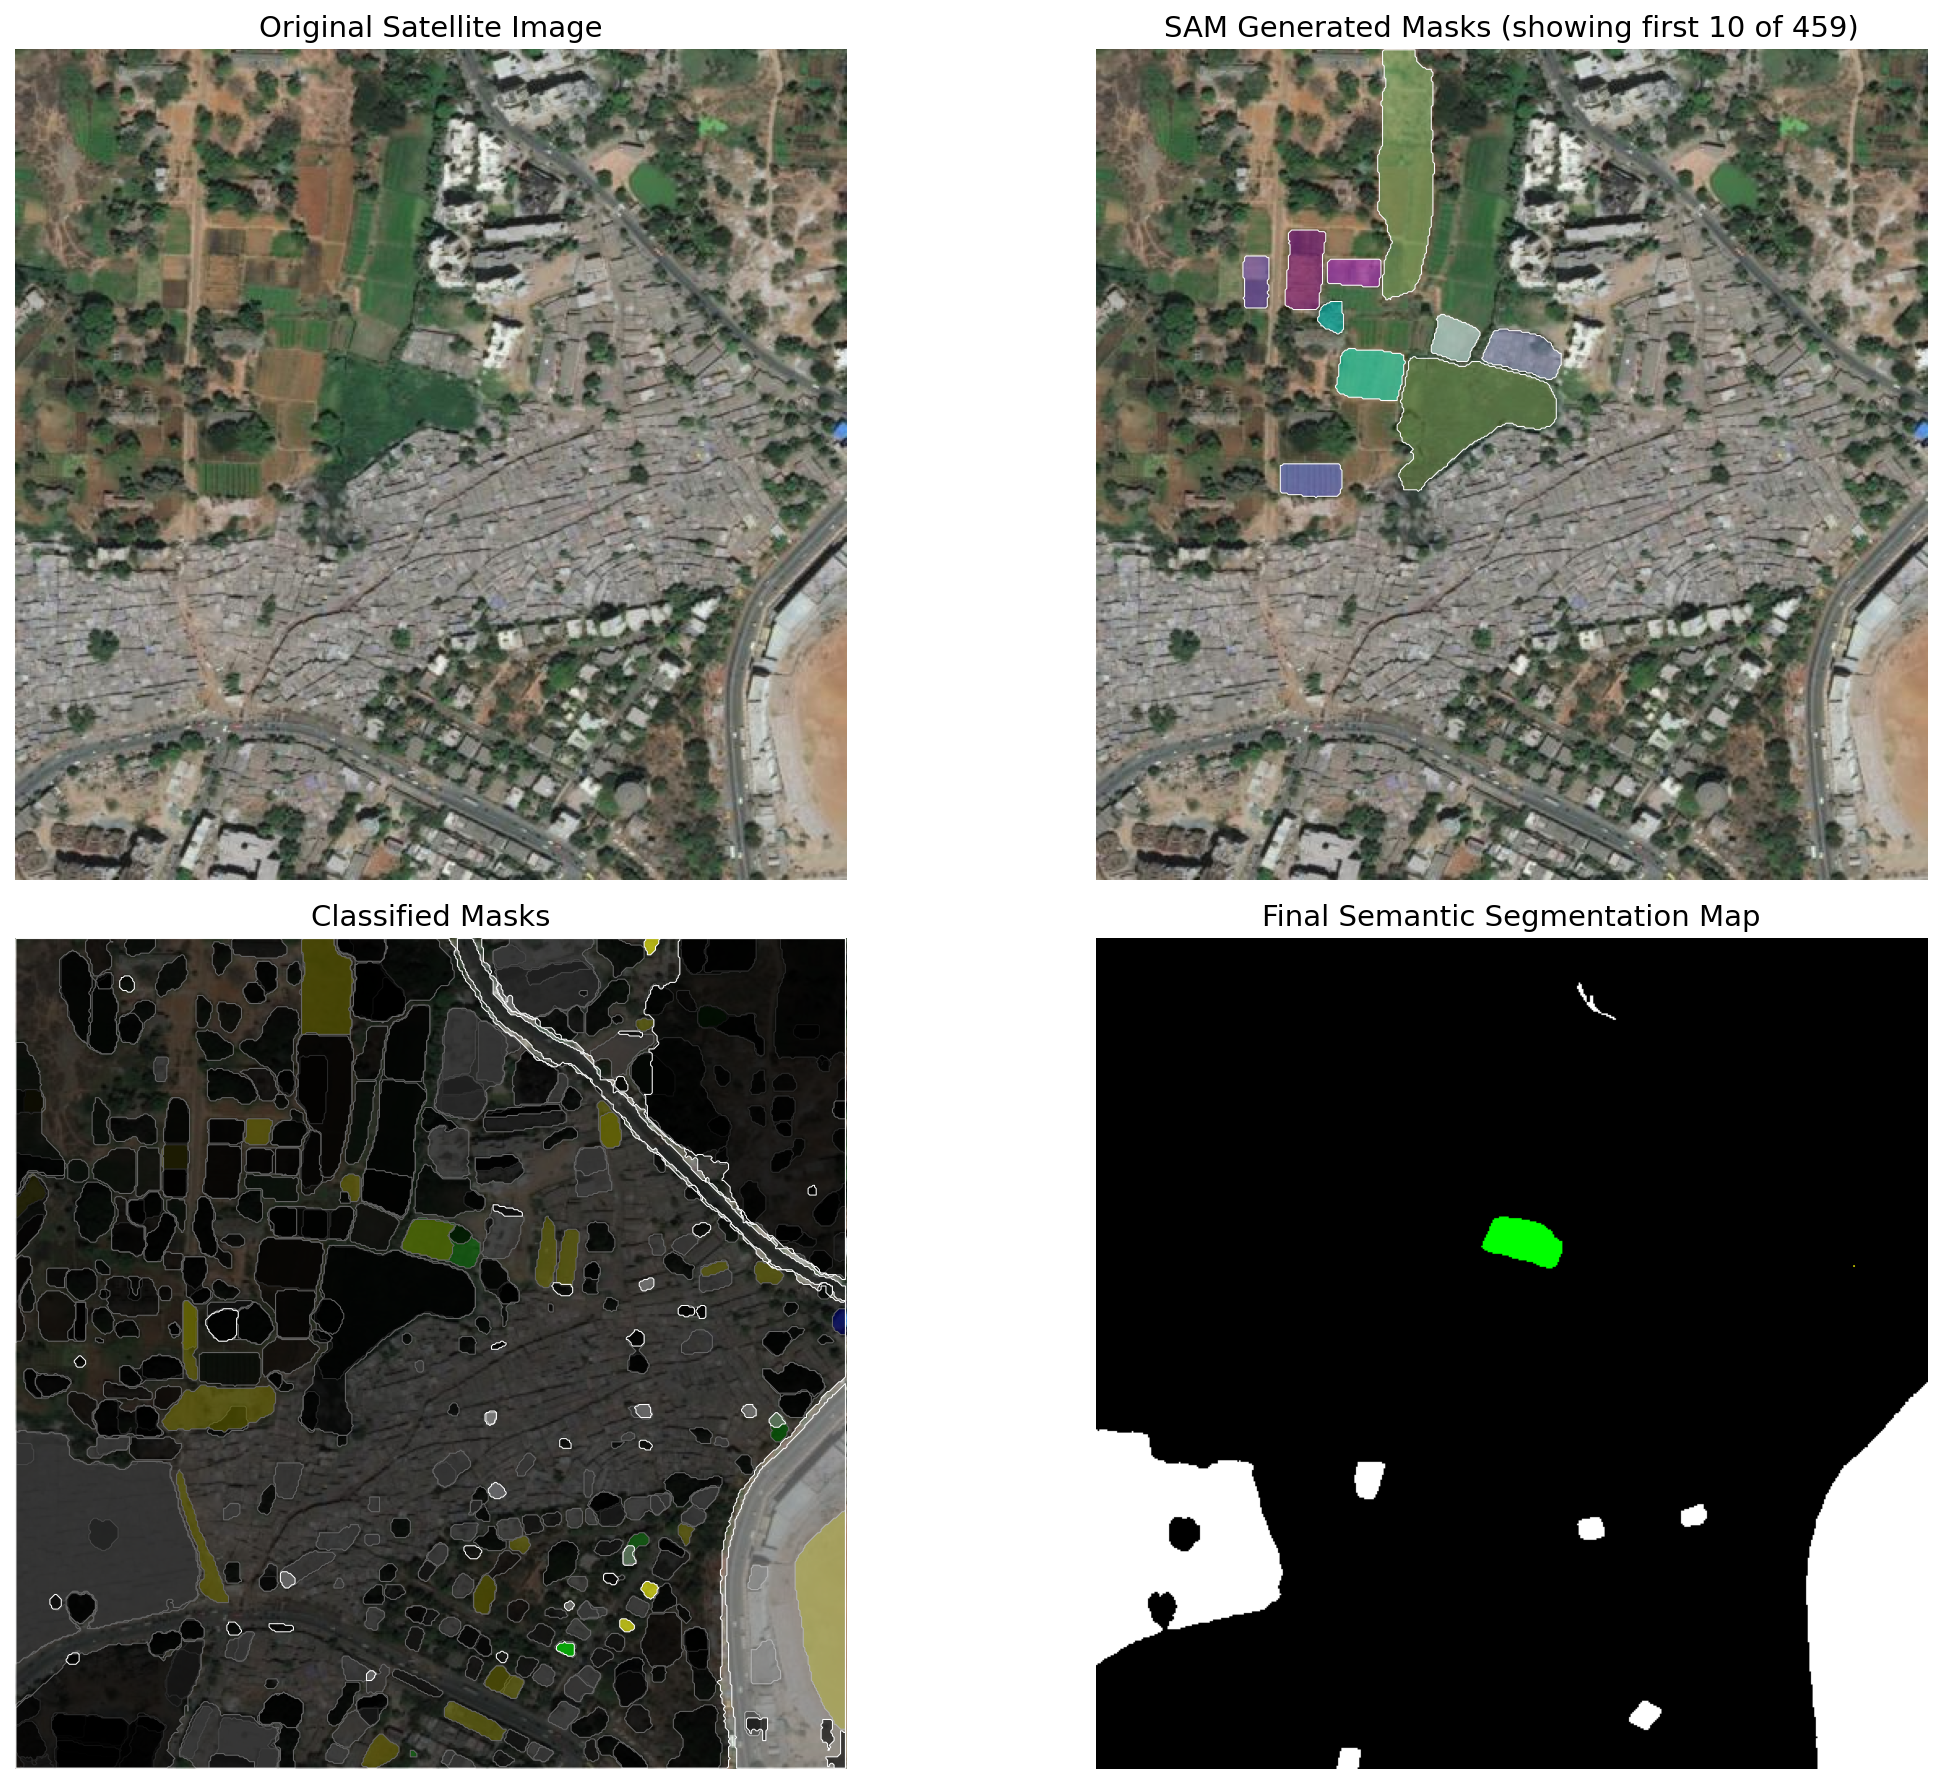 Original Satellite Image
SAM Generated Masks (showing first 10 of 459)
Classified Masks
Final Semantic Segmentation Map